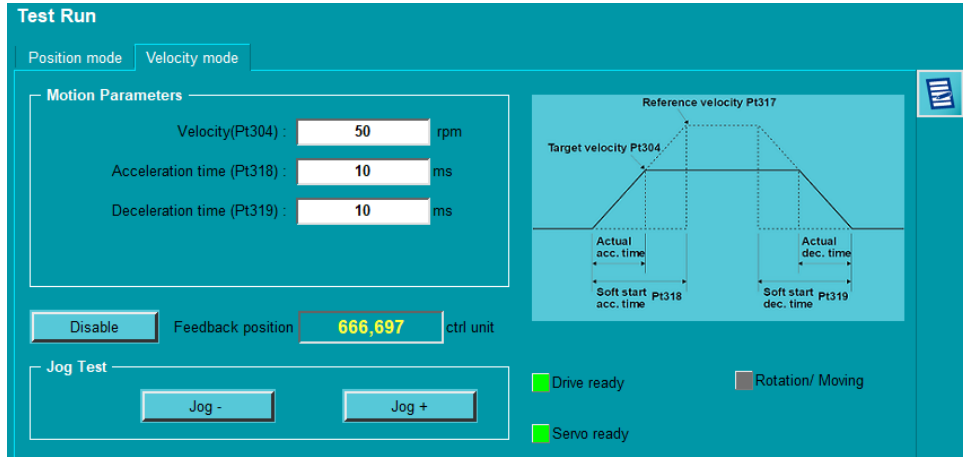 Test Run
Position mode Velocity mode
Motion Parameters
Velocity(Pt304) : 50 rpm
Acceleration time (Pt318) : 10 ms
Deceleration time (Pt319) : 10 ms
Reference velocity Pt317
Target velocity Pt304
Actual
acc. time
Actual
dec. time
Soft start
acc. time Pt318
Soft start
dec. time Pt319
Disable Feedback position 666,697 ctrl unit
Jog Test
Jog - Jog +
Drive ready Rotation/ Moving
Servo ready